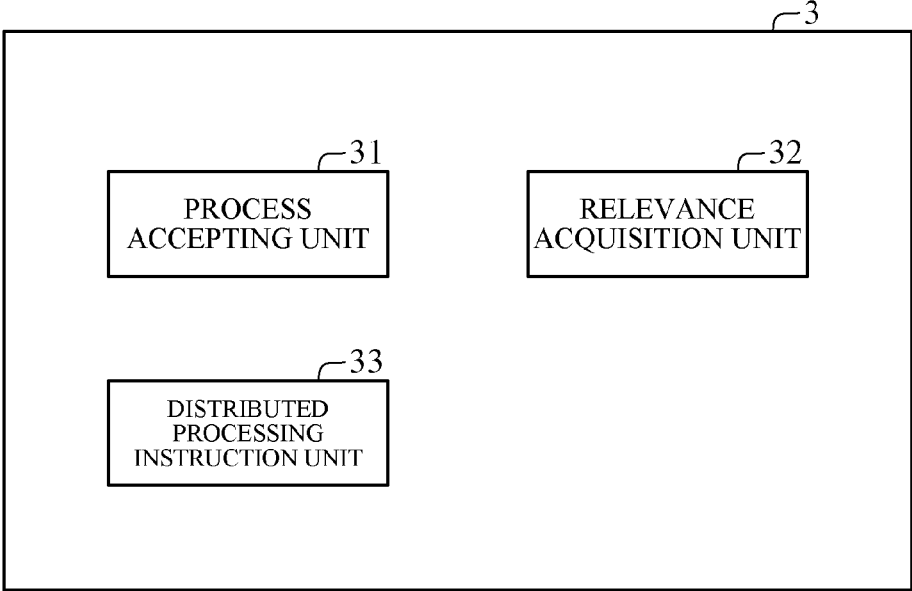 3
31
PROCESS
ACCEPTING UNIT
32
RELEVANCE
ACQUISITION UNIT
33
DISTRIBUTED
PROCESSING
INSTRUCTION UNIT